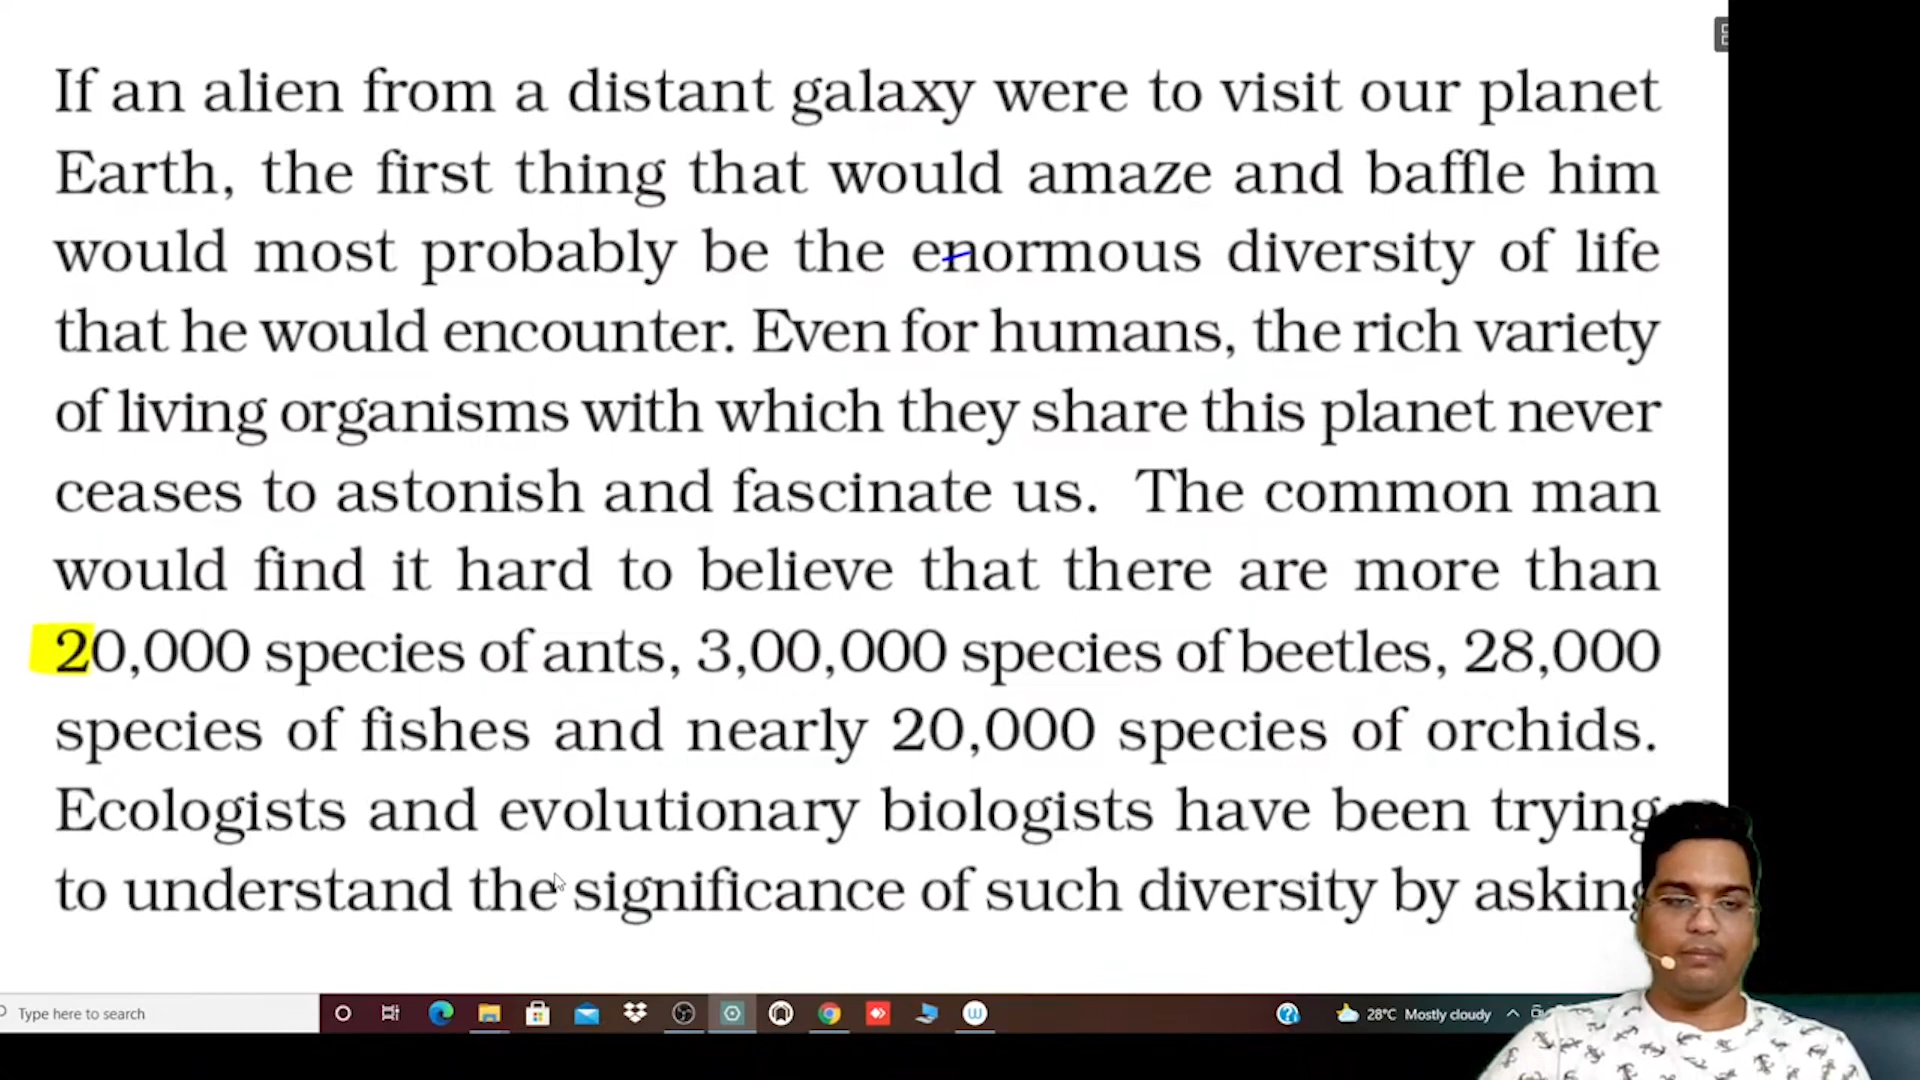 If an alien from a distant galaxy were to visit our planet
Earth, the first thing that would amaze and baffle him
would most probably be the enormous diversity of life
that he would encounter. Even for humans, the rich variety
of living organisms with which they share this planet never
ceases to astonish and fascinate us. The common man
would find it hard to believe that there are more than
20,000 species of ants, 3,00,000 species of beetles, 28,000
species of fishes and nearly 20,000 species of orchids.
Ecologists and evolutionary biologists have been trying
to understand the significance of such diversity by asking
Type here to search
28°C Mostly cloudy